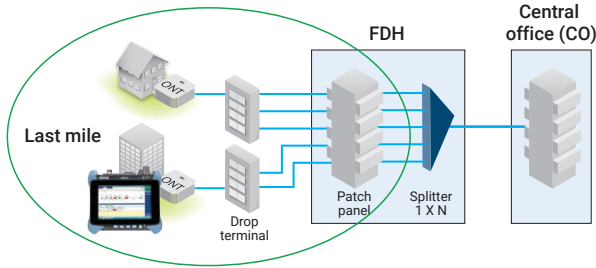 Central
office (CO)
FDH
ONT
Last mile
ONT
Drop
terminal
Patch
panel
Splitter
1 X N